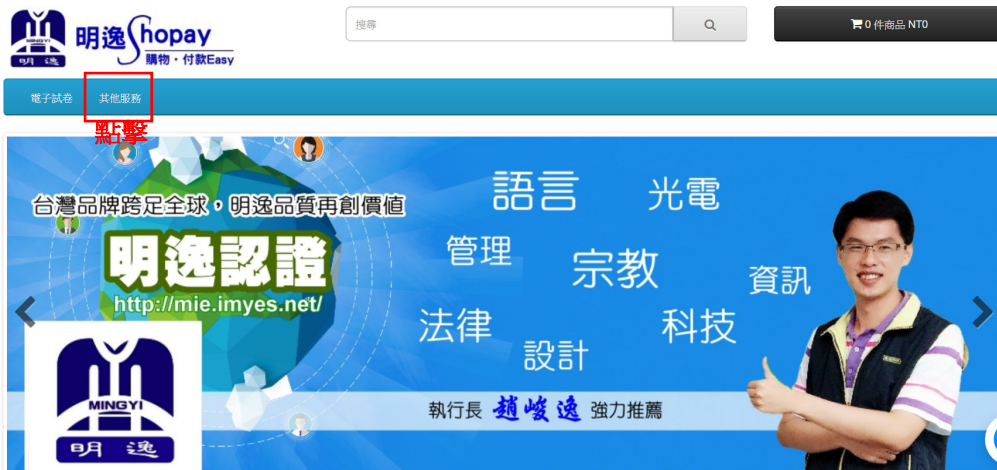 明逸Shopay
購物・付款Easy
MINGYI
明逸
搜尋
0 件商品 NT0
電子試卷
其他服務
點擊
台灣品牌跨足全球,明逸品質再創價值
明逸認證
http://mie.imyes.net/
語言
光電
管理
宗教
資訊
法律
科技
設計
MINGYI
明逸
執行長 趙峻逸 強力推薦